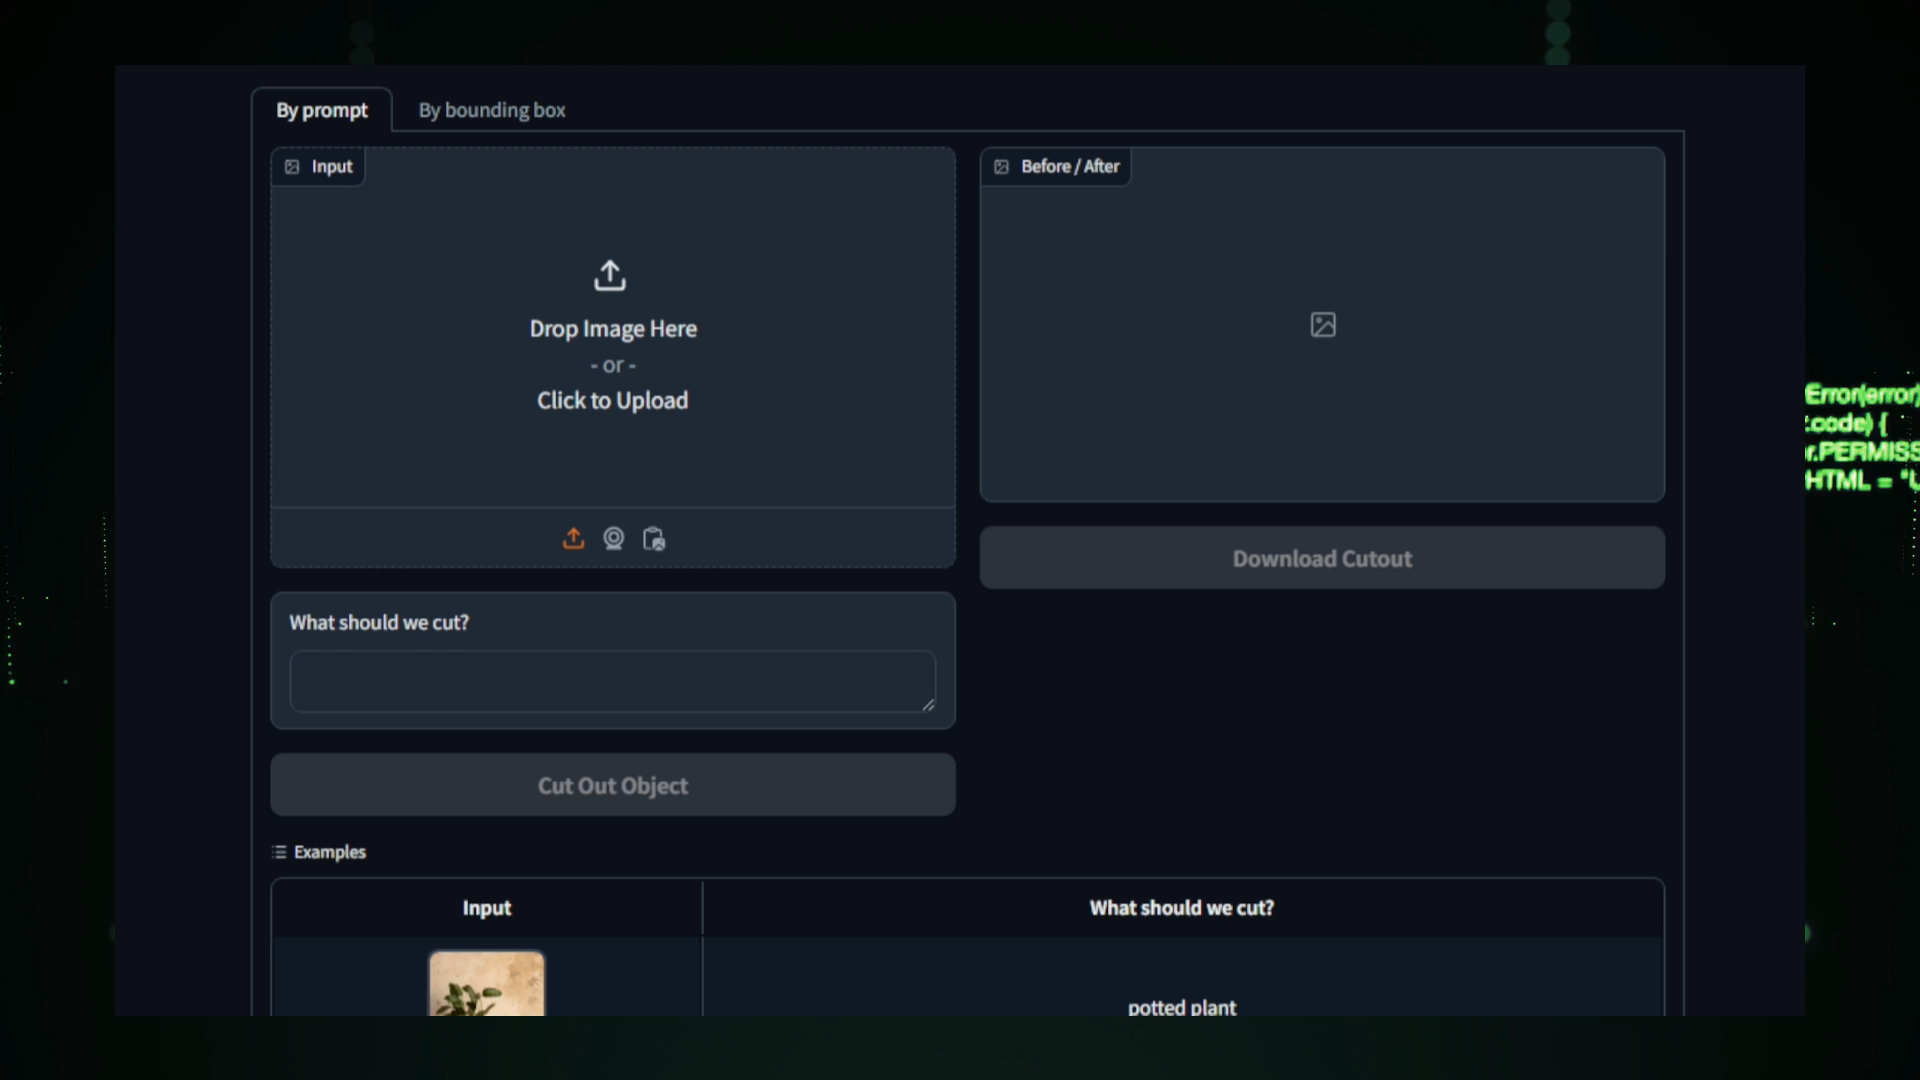 By prompt
By bounding box
Input
Drop Image Here
- or -
Click to Upload
What should we cut?
Cut Out Object
Before / After
Download Cutout
Examples
Input
What should we cut?
potted plant
Error(error)
.code) {
r.PERMISS
HTML = "U